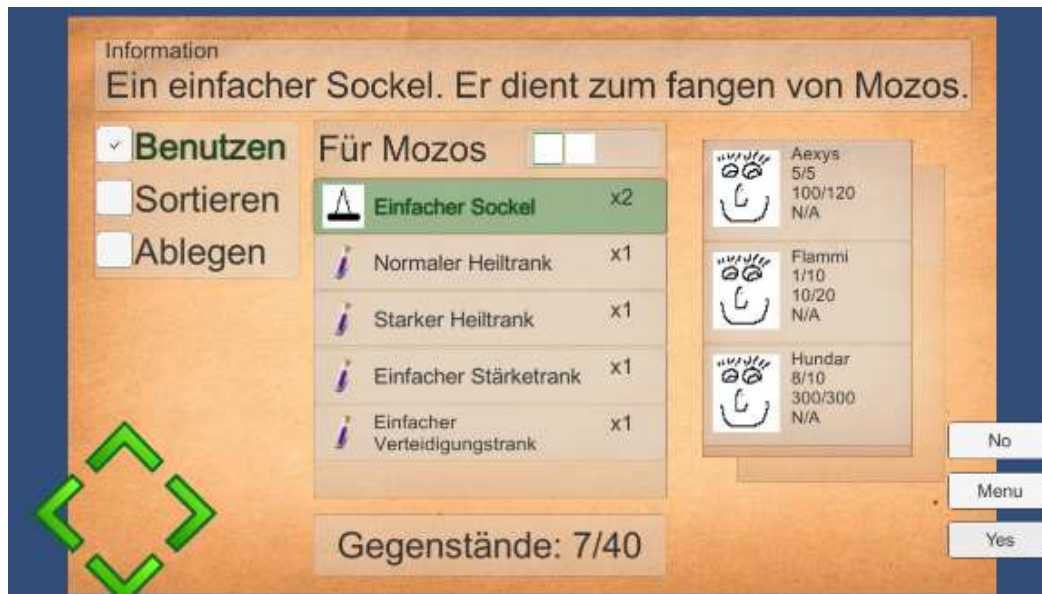 Information
Ein einfacher Sockel. Er dient zum fangen von Mozos.
Benutzen
Sortieren
Ablegen
Für Mozos
Einfacher Sockel x2
Normaler Heiltrank x1
Starker Heiltrank x1
Einfacher Stärketrank x1
Einfacher x1
Verteidigungstrank
Gegenstände: 7/40
Aexys
5/5
100/120
N/A
Flammi
1/10
10/20
N/A
Hundar
8/10
300/300
N/A
No
Menu
Yes